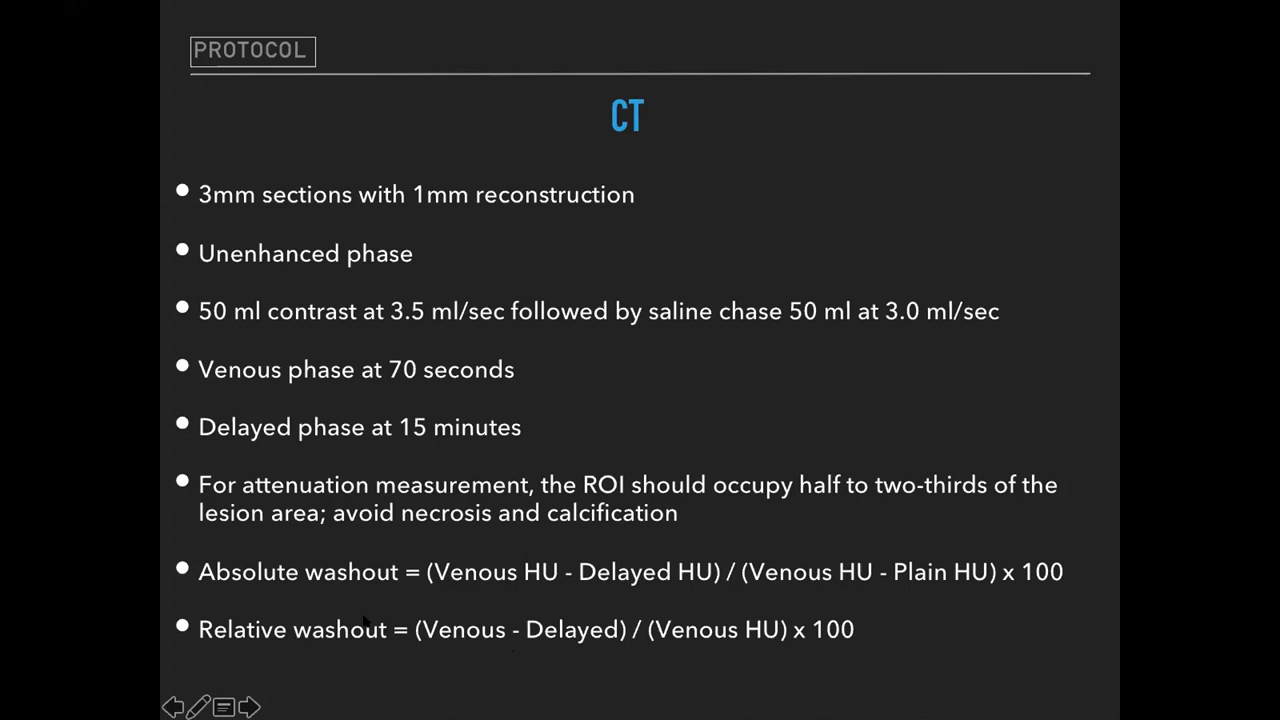 PROTOCOL
CT
3mm sections with 1mm reconstruction
Unenhanced phase
50 ml contrast at 3.5 ml/sec followed by saline chase 50 ml at 3.0 ml/sec
Venous phase at 70 seconds
Delayed phase at 15 minutes
For attenuation measurement, the ROI should occupy half to two-thirds of the
lesion area; avoid necrosis and calcification
Absolute washout = (Venous HU - Delayed HU) / (Venous HU - Plain HU) x 100
Relative washout = (Venous - Delayed) / (Venous HU) x 100